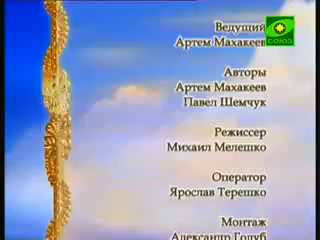 Ведущий
Артем Махакеев
СОЮЗ
Авторы
Артем Махакеев
Павел Шемчук
Режиссер
Михаил Мелешко
Оператор
Ярослав Терешко
Монтаж
Александр Голуб